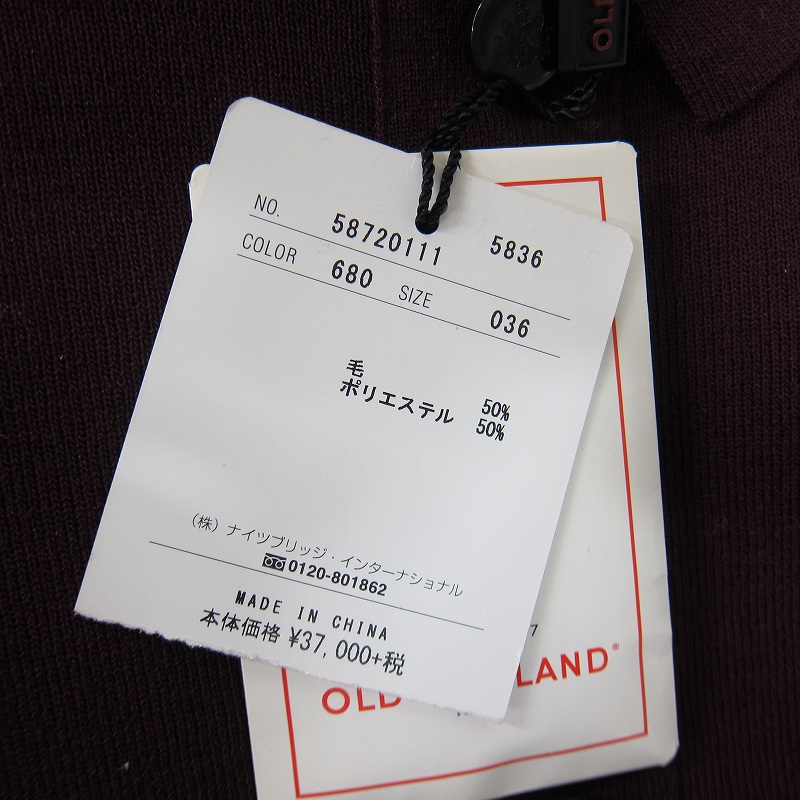 OL
NO. 58720111 5836
COLOR 680 SIZE 036
毛 50%
ポリエステル 50%
(株) ナイツブリッジ・インターナショナル
0120-801862
MADE IN CHINA
本体価格 ¥37,000+税
7
OLD LAND®